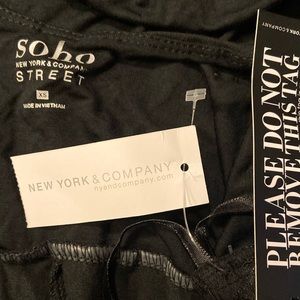 soho
NEW YORK & COMPANY
STREET
XS
MADE IN VIETNAM
NEW YORK & COMPANY
nyandcompany.com
PLEASE DO NOT
REMOVE THIS TAG